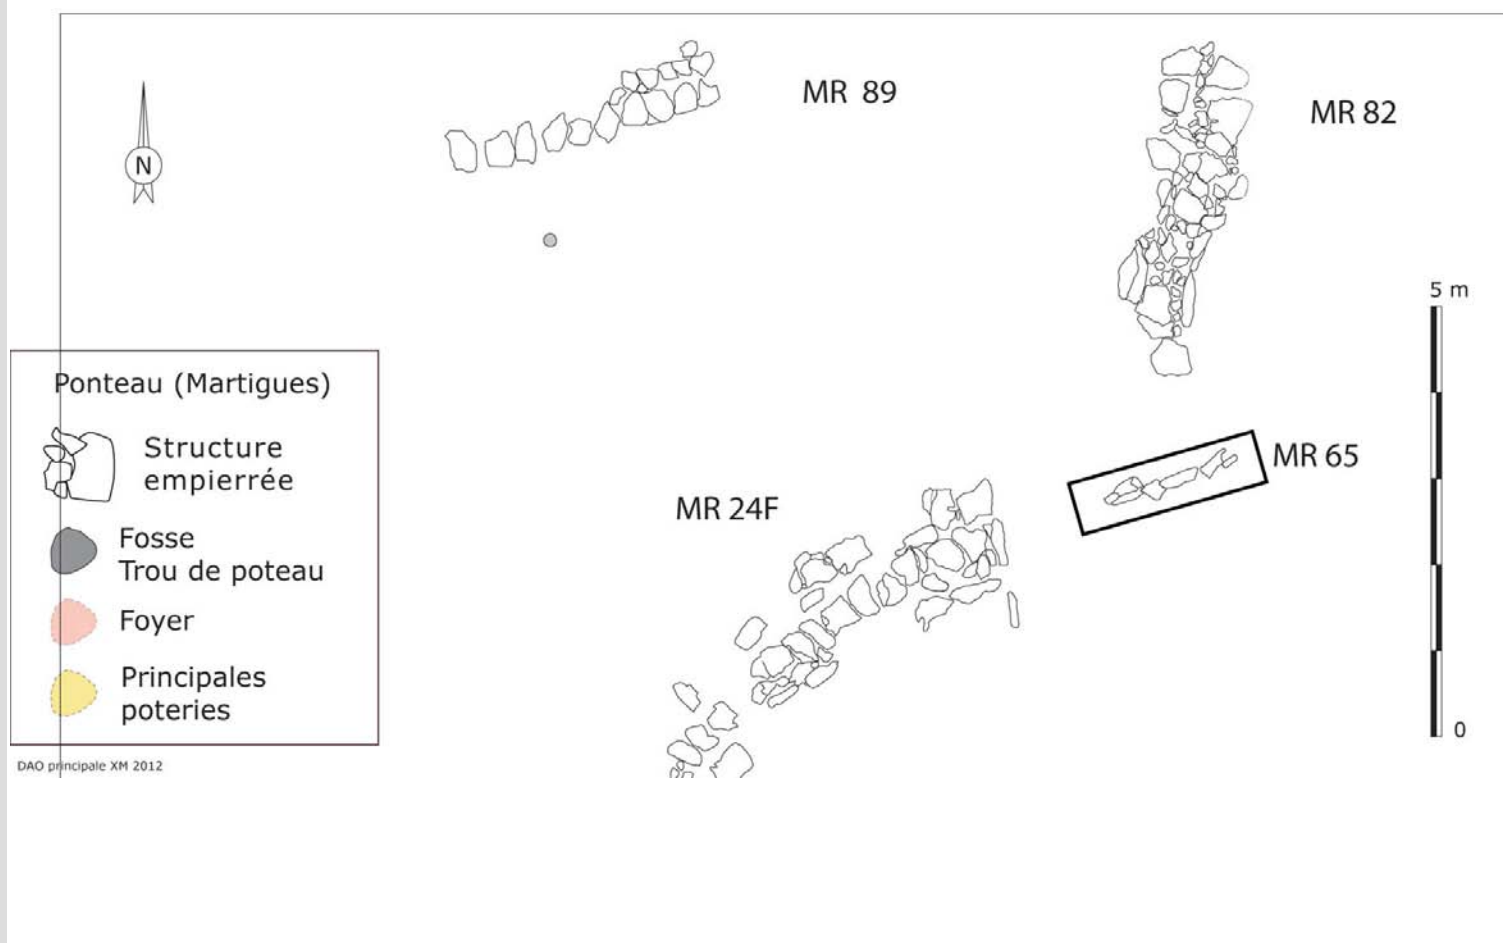 MR 89
MR 82
N
5 m
Ponteau (Martigues)
Structure
empierrée
MR 65
MR 24F
Fosse
Trou de poteau
Foyer
Principales
poteries
0
DAO principale XM 2012